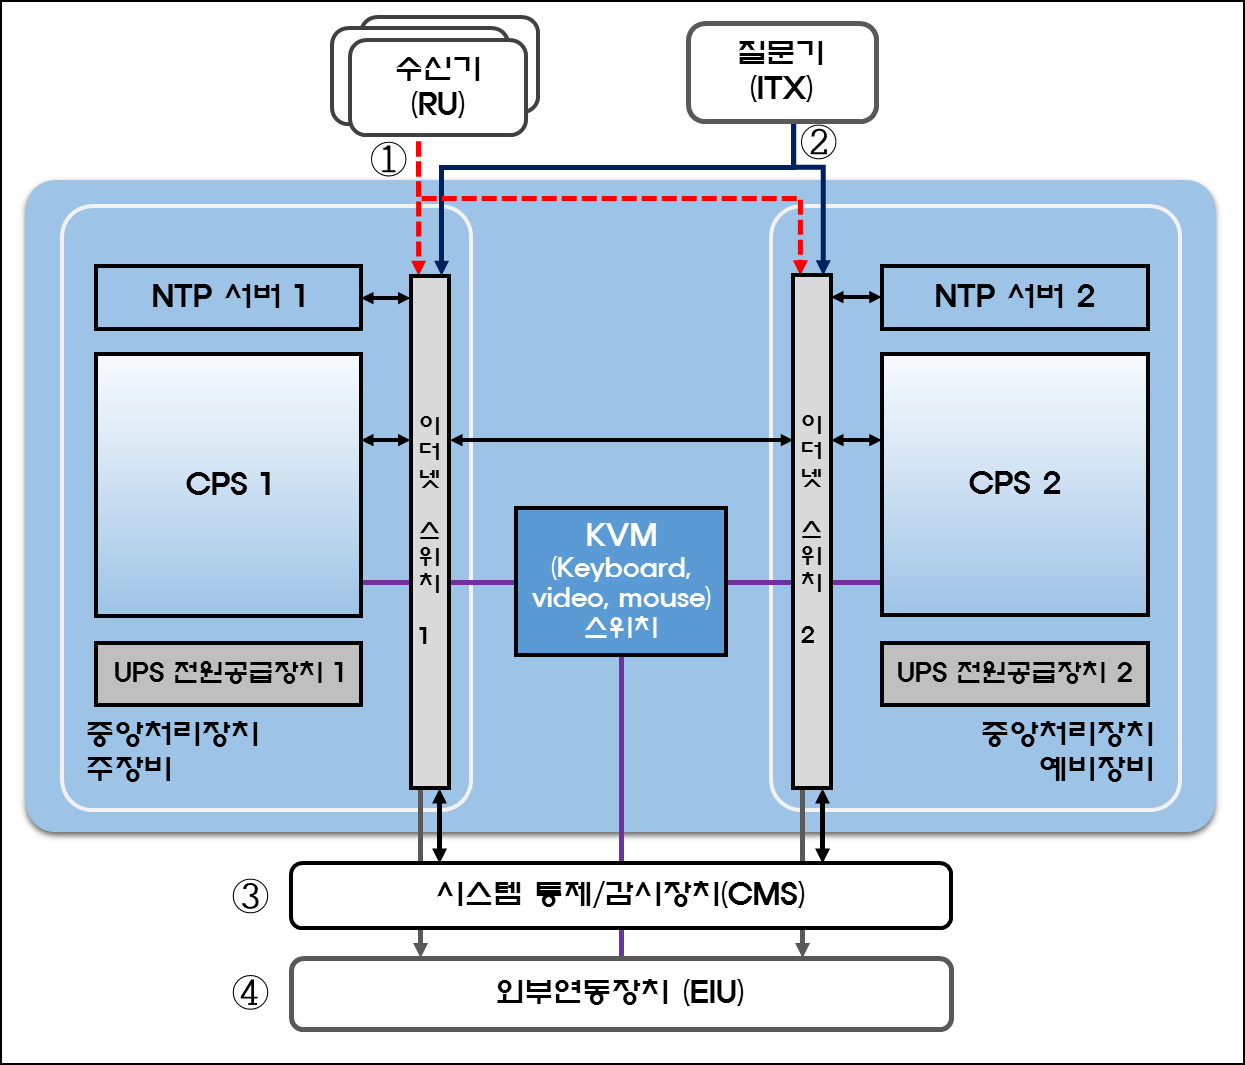 수신기
(RU)
질문기
(ITX)
①
②
NTP 서버 1
NTP 서버 2
CPS 1
CPS 2
이더넷 스위치 1
이더넷 스위치 2
KVM
(Keyboard,
video, mouse)
스위치
UPS 전원공급장치 1
UPS 전원공급장치 2
중앙처리장치
주장비
중앙처리장치
예비장비
③
시스템 통제/감시장치(CMS)
④
외부연동장치 (EIU)